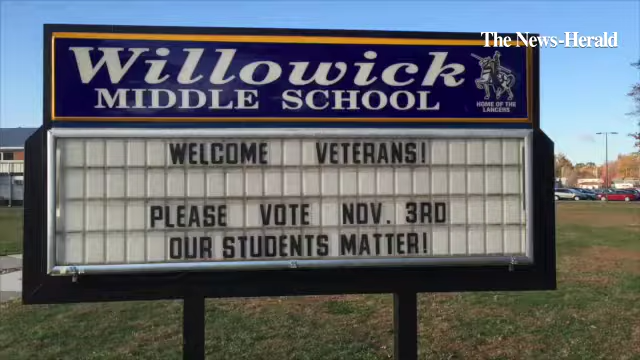 The News-Herald
Willowick
MIDDLE SCHOOL
HOME OF THE
LANCERS
WELCOME VETERANS!
PLEASE VOTE NOV. 3RD
OUR STUDENTS MATTER!